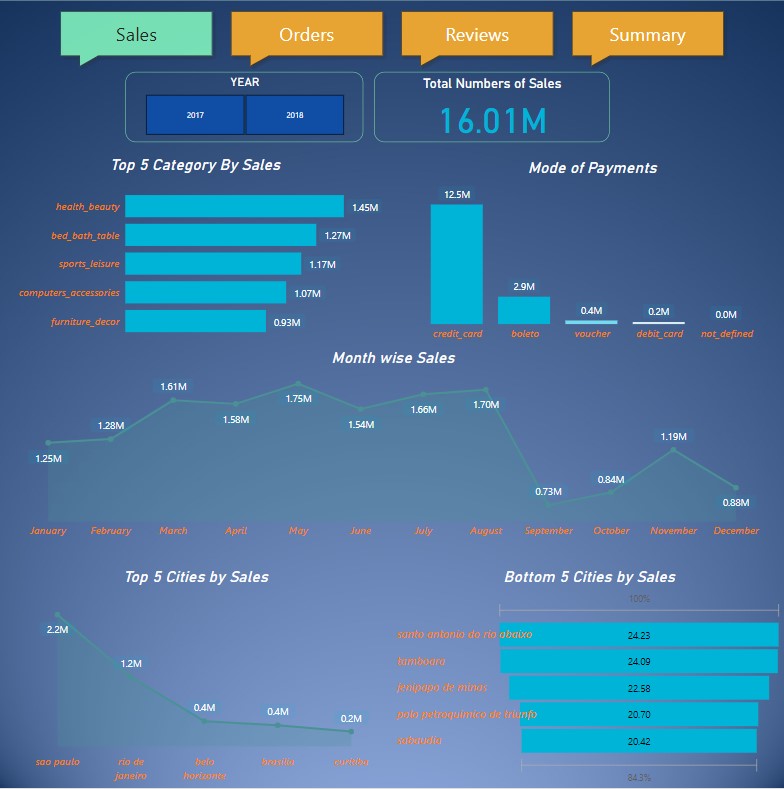 Sales
Orders
Reviews
Summary
YEAR
2017
2018
Total Numbers of Sales
16.01M
Top 5 Category By Sales
health_beauty
1.45M
bed_bath_table
1.27M
sports_leisure
1.17M
computers_accessories
1.07M
furniture_decor
0.93M
Mode of Payments
12.5M
2.9M
0.4M
0.2M
0.0M
credit_card
boleto
voucher
debit_card
not_defined
Month wise Sales
1.25M
1.28M
1.61M
1.58M
1.75M
1.54M
1.66M
1.70M
0.73M
0.84M
1.19M
0.88M
January
February
March
April
May
June
July
August
September
October
November
December
Top 5 Cities by Sales
2.2M
1.2M
0.4M
0.4M
0.2M
sao paulo
rio de
janeiro
belo
horizonte
brasilia
curitiba
Bottom 5 Cities by Sales
100%
santo antonio do rio abaixo
24.23
tamboara
24.09
jenipapo de minas
22.58
polo petroquimico de triunfo
20.70
sabaudia
20.42
84.3%